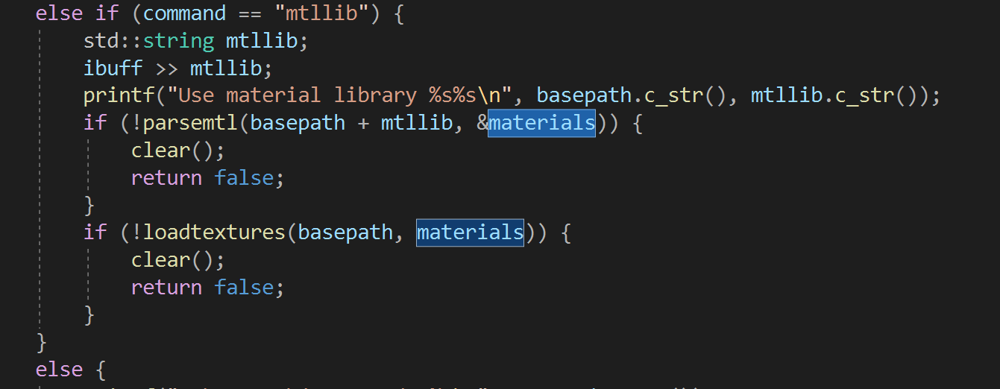 else if (command == "mtllib") {
std::string mtllib;
ibuff >> mtllib;
printf("Use material library %s%s\n", basepath.c_str(), mtllib.c_str());
if (!parsemtl(basepath + mtllib, &materials)) {
clear();
return false;
}
if (!loadtextures(basepath, materials)) {
clear();
return false;
}
}
else {